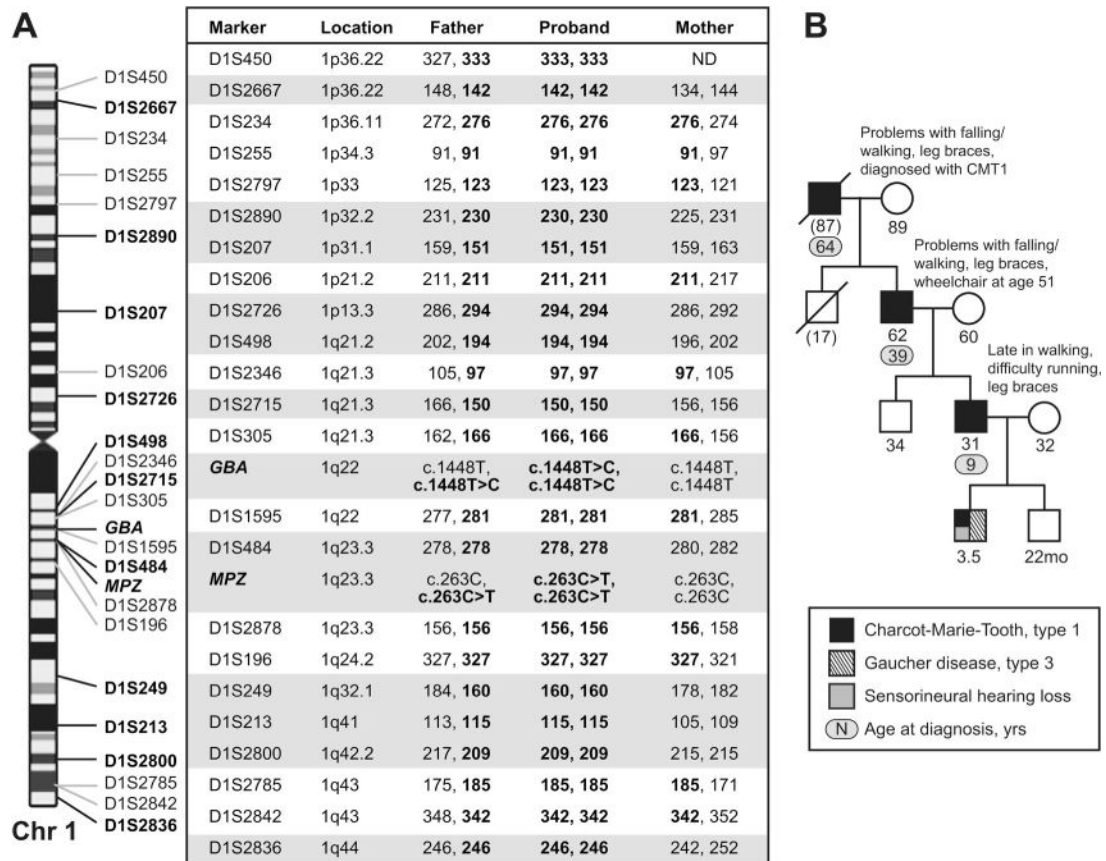 A
D1S450
D1S2667
D1S234
D1S255
D1S2797
D1S2890
D1S207
D1S206
D1S2726
D1S498
D1S2346
D1S2715
D1S305
GBA
D1S1595
D1S484
MPZ
D1S2878
D1S196
D1S249
D1S213
D1S2800
D1S2785
D1S2842
D1S2836
Chr 1
Marker Location Father Proband Mother
D1S450 1p36.22 327, 333 333, 333 ND
D1S2667 1p36.22 148, 142 142, 142 134, 144
D1S234 1p36.11 272, 276 276, 276 276, 274
D1S255 1p34.3 91, 91 91, 91 91, 97
D1S2797 1p33 125, 123 123, 123 123, 121
D1S2890 1p32.2 231, 230 230, 230 225, 231
D1S207 1p31.1 159, 151 151, 151 159, 163
D1S206 1p21.2 211, 211 211, 211 211, 217
D1S2726 1p13.3 286, 294 294, 294 286, 292
D1S498 1q21.2 202, 194 194, 194 196, 202
D1S2346 1q21.3 105, 97 97, 97 97, 105
D1S2715 1q21.3 166, 150 150, 150 156, 156
D1S305 1q21.3 162, 166 166, 166 166, 156
GBA 1q22 c.1448T, c.1448T>C, c.1448T,
c.1448T>C c.1448T>C c.1448T
D1S1595 1q22 277, 281 281, 281 281, 285
D1S484 1q23.3 278, 278 278, 278 280, 282
MPZ 1q23.3 c.263C, c.263C>T, c.263C,
c.263C>T c.263C>T c.263C
D1S2878 1q23.3 156, 156 156, 156 156, 158
D1S196 1q24.2 327, 327 327, 327 327, 321
D1S249 1q32.1 184, 160 160, 160 178, 182
D1S213 1q41 113, 115 115, 115 105, 109
D1S2800 1q42.2 217, 209 209, 209 215, 215
D1S2785 1q43 175, 185 185, 185 185, 171
D1S2842 1q43 348, 342 342, 342 342, 352
D1S2836 1q44 246, 246 246, 246 242, 252
B
Problems with falling/
walking, leg braces,
diagnosed with CMT1
(87) 89
64
Problems with falling/
walking, leg braces,
wheelchair at age 51
(17) 62 60
39
Late in walking,
difficulty running,
leg braces
34 31 32
9
3.5 22mo
Charcot-Marie-Tooth, type 1
Gaucher disease, type 3
Sensorineural hearing loss
N Age at diagnosis, yrs